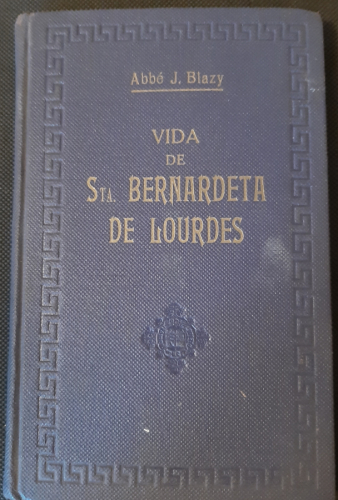 Abbé J. Blazy
VIDA
DE
STA. BERNARDETA
DE LOURDES